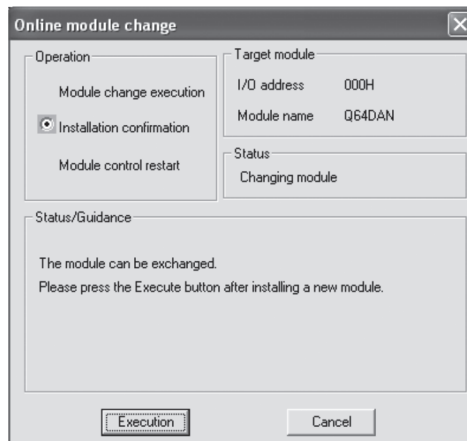 Online module change
Operation
Module change execution
Installation confirmation
Module control restart
Target module
I/O address 000H
Module name Q64DAN
Status
Changing module
Status/Guidance
The module can be exchanged.
Please press the Execute button after installing a new module.
Execution
Cancel